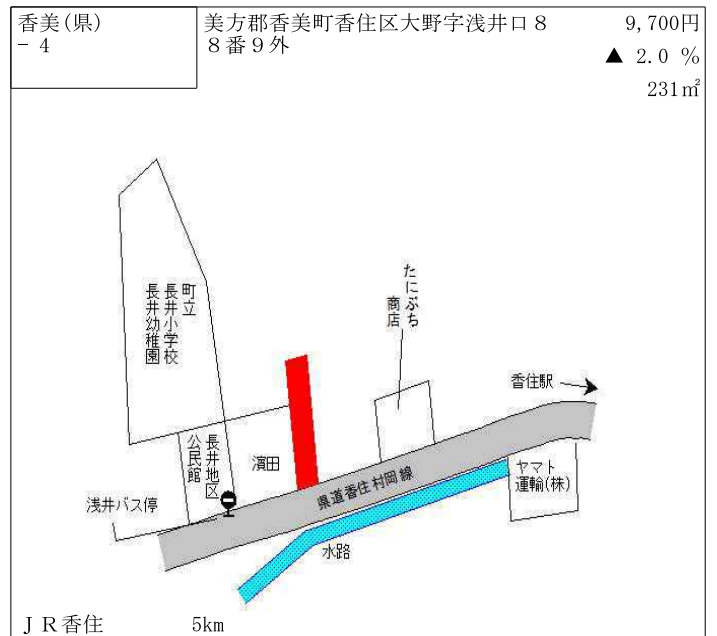 香美(県)
－4
美方郡香美町香住区大野字浅井口８
８番９外
9,700円
▲ 2.0 %
231㎡
町立
長井小学校
長井幼稚園
たにぶち
商店
香住駅
長井地区
公民館
濵田
県道香住村岡線
ヤマト
運輸(株)
浅井バス停
水路
ＪＲ香住 5km